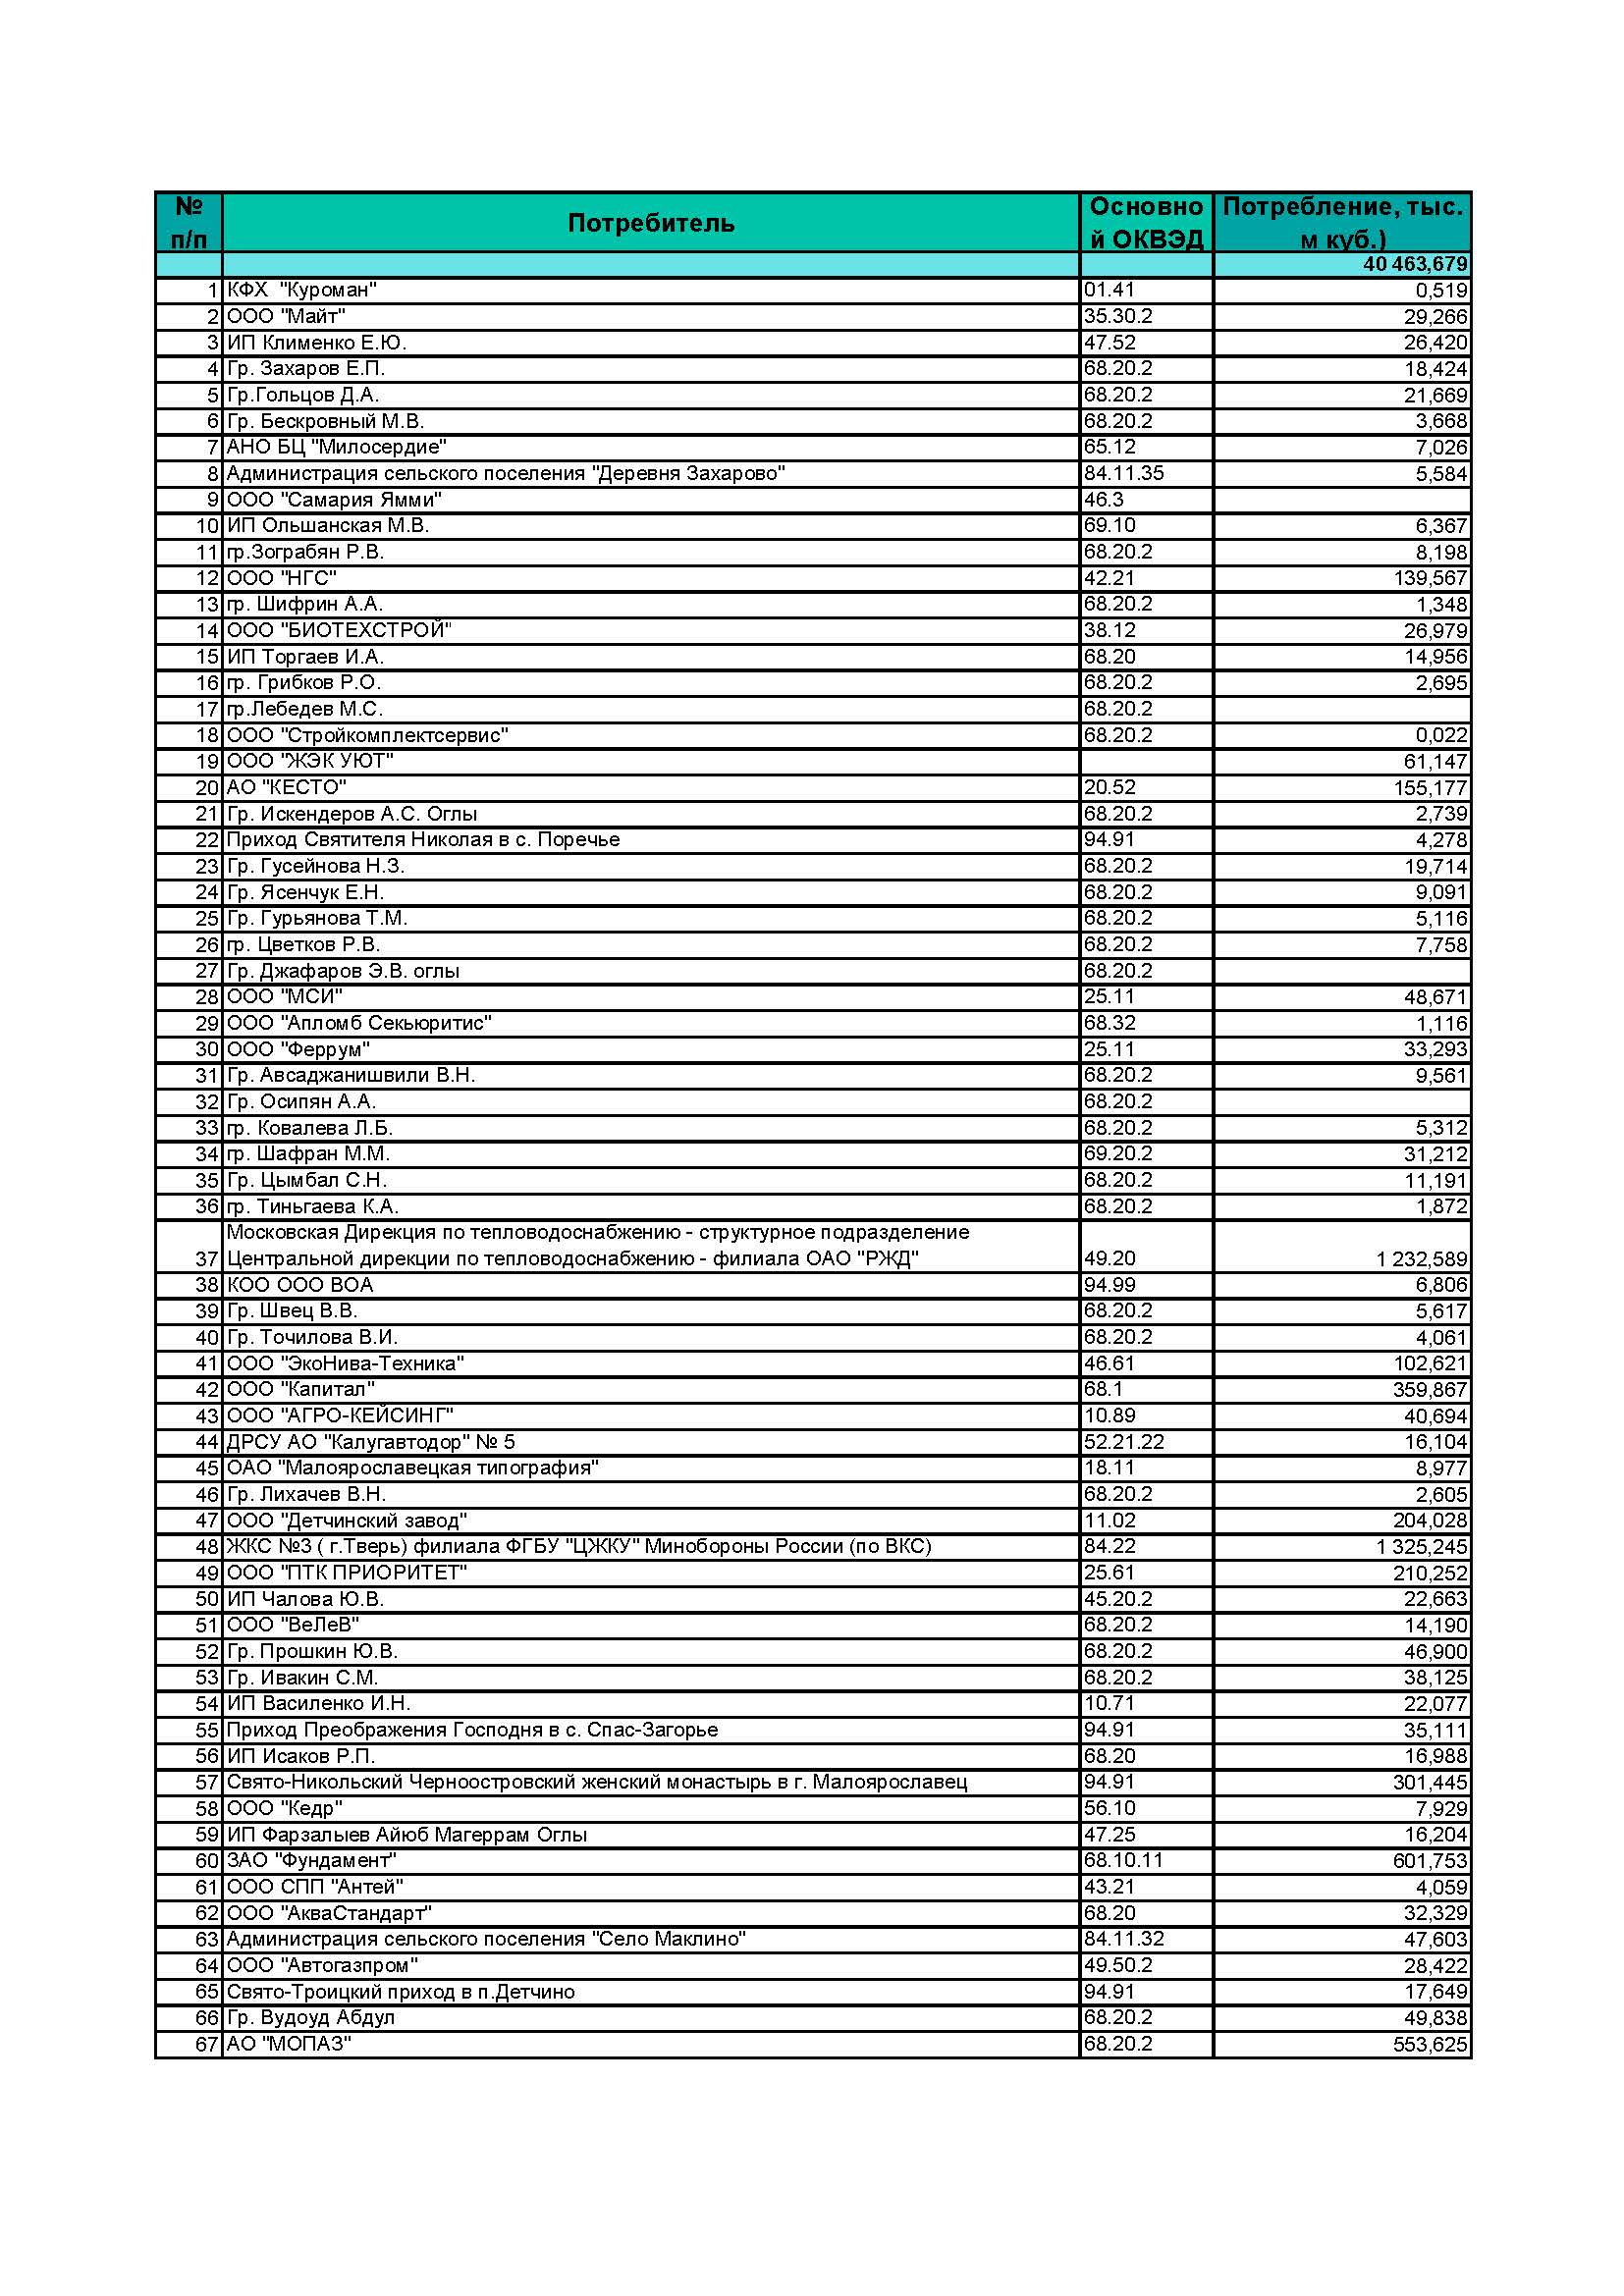 № п/п Потребитель Основно й ОКВЭД Потребление, тыс. м куб.)
40 463,679
1 КФХ "Куроман" 01.41 0,519
2 ООО "Майт" 35.30.2 29,266
3 ИП Клименко Е.Ю. 47.52 26,420
4 Гр. Захаров Е.П. 68.20.2 18,424
5 Гр.Гольцов Д.А. 68.20.2 21,669
6 Гр. Бескровный М.В. 68.20.2 3,668
7 АНО БЦ "Милосердие" 65.12 7,026
8 Администрация сельского поселения "Деревня Захарово" 84.11.35 5,584
9 ООО "Самария Ямми" 46.3
10 ИП Ольшанская М.В. 69.10 6,367
11 гр.Зограбян Р.В. 68.20.2 8,198
12 ООО "НГС" 42.21 139,567
13 гр. Шифрин А.А. 68.20.2 1,348
14 ООО "БИОТЕХСТРОЙ" 38.12 26,979
15 ИП Торгаев И.А. 68.20 14,956
16 гр. Грибков Р.О. 68.20.2 2,695
17 гр.Лебедев М.С. 68.20.2
18 ООО "Стройкомплектсервис" 68.20.2 0,022
19 ООО "ЖЭК УЮТ" 61,147
20 АО "КЕСТО" 20.52 155,177
21 Гр. Искендеров А.С. Оглы 68.20.2 2,739
22 Приход Святителя Николая в с. Поречье 94.91 4,278
23 Гр. Гусейнова Н.З. 68.20.2 19,714
24 Гр. Ясенчук Е.Н. 68.20.2 9,091
25 Гр. Гурьянова Т.М. 68.20.2 5,116
26 гр. Цветков Р.В. 68.20.2 7,758
27 Гр. Джафаров Э.В. оглы 68.20.2
28 ООО "МСИ" 25.11 48,671
29 ООО "Апломб Секьюритис" 68.32 1,116
30 ООО "Феррум" 25.11 33,293
31 Гр. Авсаджанишвили В.Н. 68.20.2 9,561
32 Гр. Осипян А.А. 68.20.2
33 гр. Ковалева Л.Б. 68.20.2 5,312
34 гр. Шафран М.М. 69.20.2 31,212
35 Гр. Цымбал С.Н. 68.20.2 11,191
36 гр. Тиньгаева К.А. 68.20.2 1,872
Московская Дирекция по тепловодоснабжению - структурное подразделение
37 Центральной дирекции по тепловодоснабжению - филиала ОАО "РЖД" 49.20 1 232,589
38 КОО ООО ВОА 94.99 6,806
39 Гр. Швец В.В. 68.20.2 5,617
40 Гр. Точилова В.И. 68.20.2 4,061
41 ООО "ЭкоНива-Техника" 46.61 102,621
42 ООО "Капитал" 68.1 359,867
43 ООО "АГРО-КЕЙСИНГ" 10.89 40,694
44 ДРСУ АО "Калугавтодор" № 5 52.21.22 16,104
45 ОАО "Малоярославецкая типография" 18.11 8,977
46 Гр. Лихачев В.Н. 68.20.2 2,605
47 ООО "Детчинский завод" 11.02 204,028
48 ЖКС №3 ( г.Тверь) филиала ФГБУ "ЦЖКУ" Минобороны России (по ВКС) 84.22 1 325,245
49 ООО "ПТК ПРИОРИТЕТ" 25.61 210,252
50 ИП Чалова Ю.В. 45.20.2 22,663
51 ООО "ВеЛеВ" 68.20.2 14,190
52 Гр. Прошкин Ю.В. 68.20.2 46,900
53 Гр. Ивакин С.М. 68.20.2 38,125
54 ИП Василенко И.Н. 10.71 22,077
55 Приход Преображения Господня в с. Спас-Загорье 94.91 35,111
56 ИП Исаков Р.П. 68.20 16,988
57 Свято-Никольский Черноостровский женский монастырь в г. Малоярославец 94.91 301,445
58 ООО "Кедр" 56.10 7,929
59 ИП Фарзалыев Айюб Магеррам Оглы 47.25 16,204
60 ЗАО "Фундамент" 68.10.11 601,753
61 ООО СПП "Антей" 43.21 4,059
62 ООО "АкваСтандарт" 68.20 32,329
63 Администрация сельского поселения "Село Маклино" 84.11.32 47,603
64 ООО "Автогазпром" 49.50.2 28,422
65 Свято-Троицкий приход в п.Детчино 94.91 17,649
66 Гр. Вудоуд Абдул 68.20.2 49,838
67 АО "МОПАЗ" 68.20.2 553,625